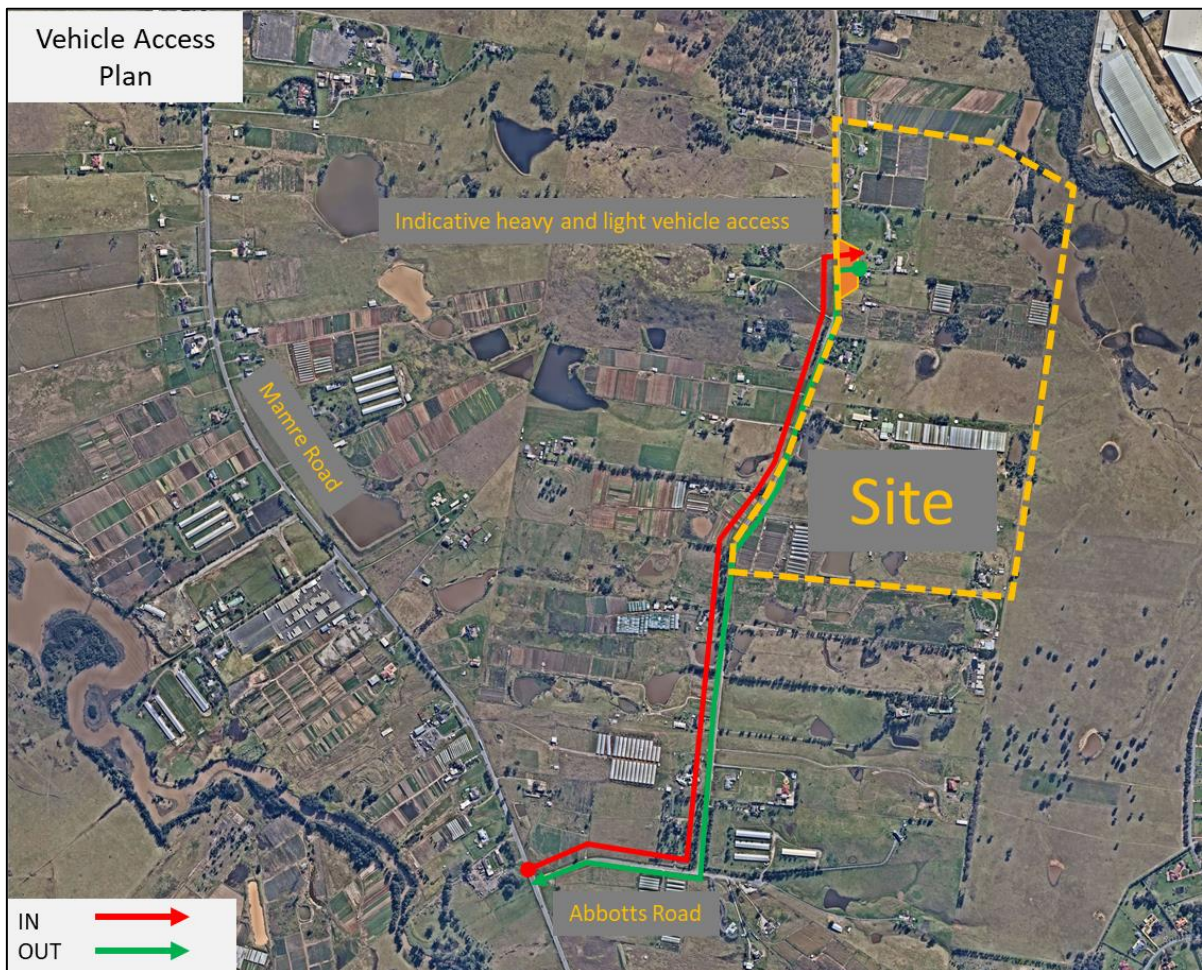 Vehicle Access
Plan
Indicative heavy and light vehicle access
Mamre Road
Site
Abbotts Road
IN
OUT